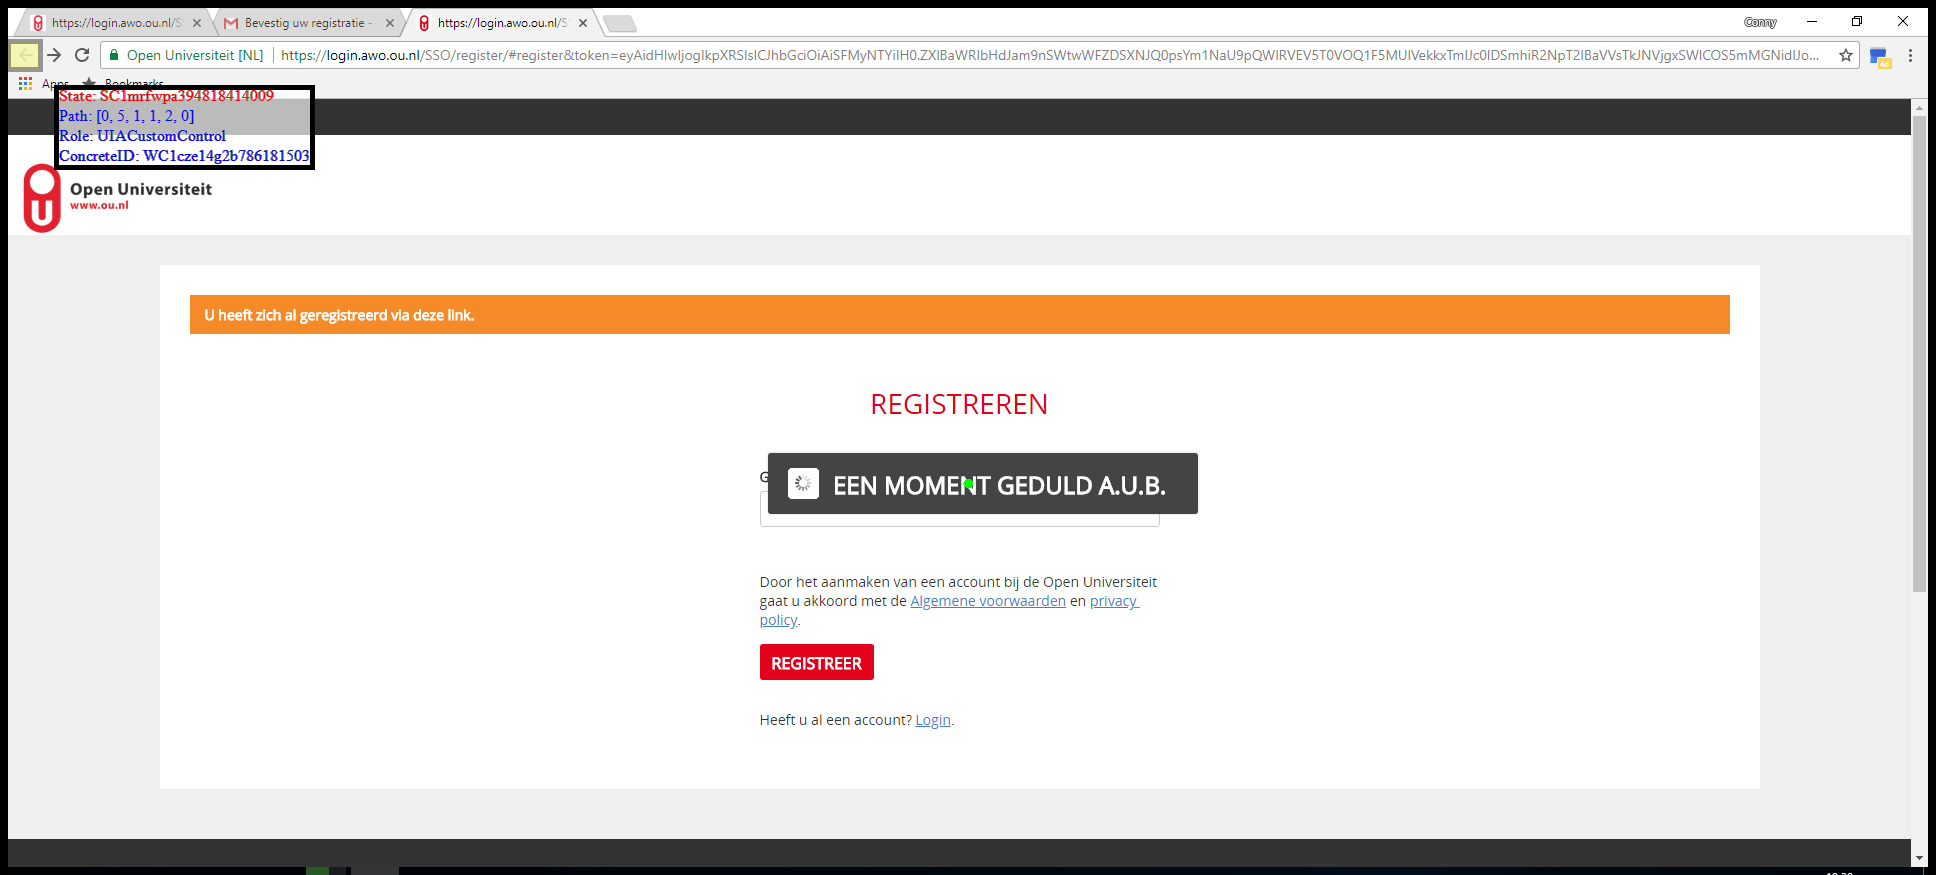 https://login.awo.ou.nl/S
Bevestig uw registratie -
https://login.awo.ou.nl/S
Conny
Open Universiteit [NL]
https://login.awo.ou.nl/SSO/register/#register&token=
Apps
Bookmarks
State: SC1mrfwpa394818414009
Path: [0, 5, 1, 1, 2, 0]
Role: UIACustomControl
ConcreteID: WC1cze14g2b786181503
Open Universiteit
www.ou.nl
U heeft zich al geregistreerd via deze link.
REGISTREREN
EEN MOMENT GEDULD A.U.B.
Door het aanmaken van een account bij de Open Universiteit
gaat u akkoord met de Algemene voorwaarden en privacy
policy.
REGISTREER
Heeft u al een account? Login.